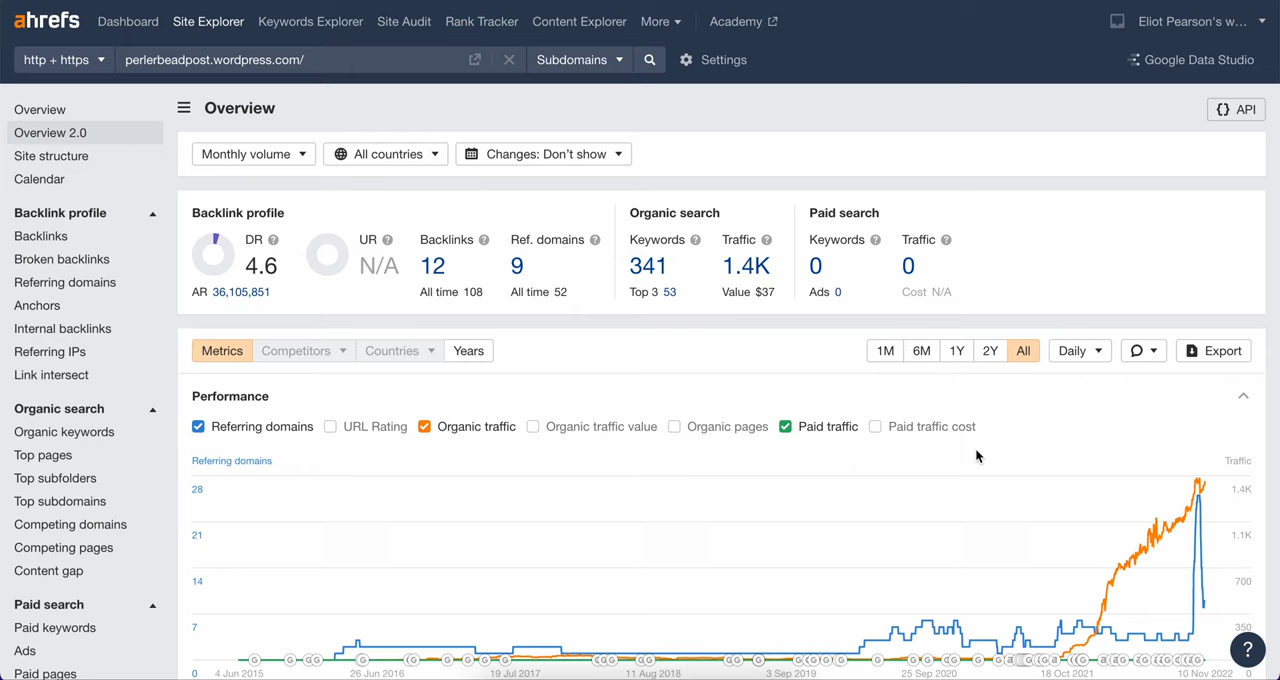 ahrefs Dashboard Site Explorer Keywords Explorer Site Audit Rank Tracker Content Explorer More Academy Eliot Pearson's w...
http + https perlerbeadpost.wordpress.com/ Subdomains Settings Google Data Studio
Overview
Overview 2.0
Site structure
Calendar
Backlink profile
Backlinks
Broken backlinks
Referring domains
Anchors
Internal backlinks
Referring IPs
Link intersect
Organic search
Organic keywords
Top pages
Top subfolders
Top subdomains
Competing domains
Competing pages
Content gap
Paid search
Paid keywords
Ads
Paid pages
Overview {} API
Monthly volume All countries Changes: Don't show
Backlink profile Organic search Paid search
DR ? UR ? Backlinks ? Ref. domains ? Keywords ? Traffic ? Keywords ? Traffic ?
4.6 N/A 12 9 341 1.4K 0 0
AR 36,105,851 All time 108 All time 52 Top 3 53 Value $37 Ads 0 Cost N/A
Metrics Competitors Countries Years 1M 6M 1Y 2Y All Daily Export
Performance
Referring domains URL Rating Organic traffic Organic traffic value Organic pages Paid traffic Paid traffic cost
Referring domains Traffic
28 1.4K
21 1.1K
14 700
7 350
0 4 Jun 2015 26 Jun 2016 19 Jul 2017 11 Aug 2018 3 Sep 2019 25 Sep 2020 18 Oct 2021 10 Nov 2022 0
?